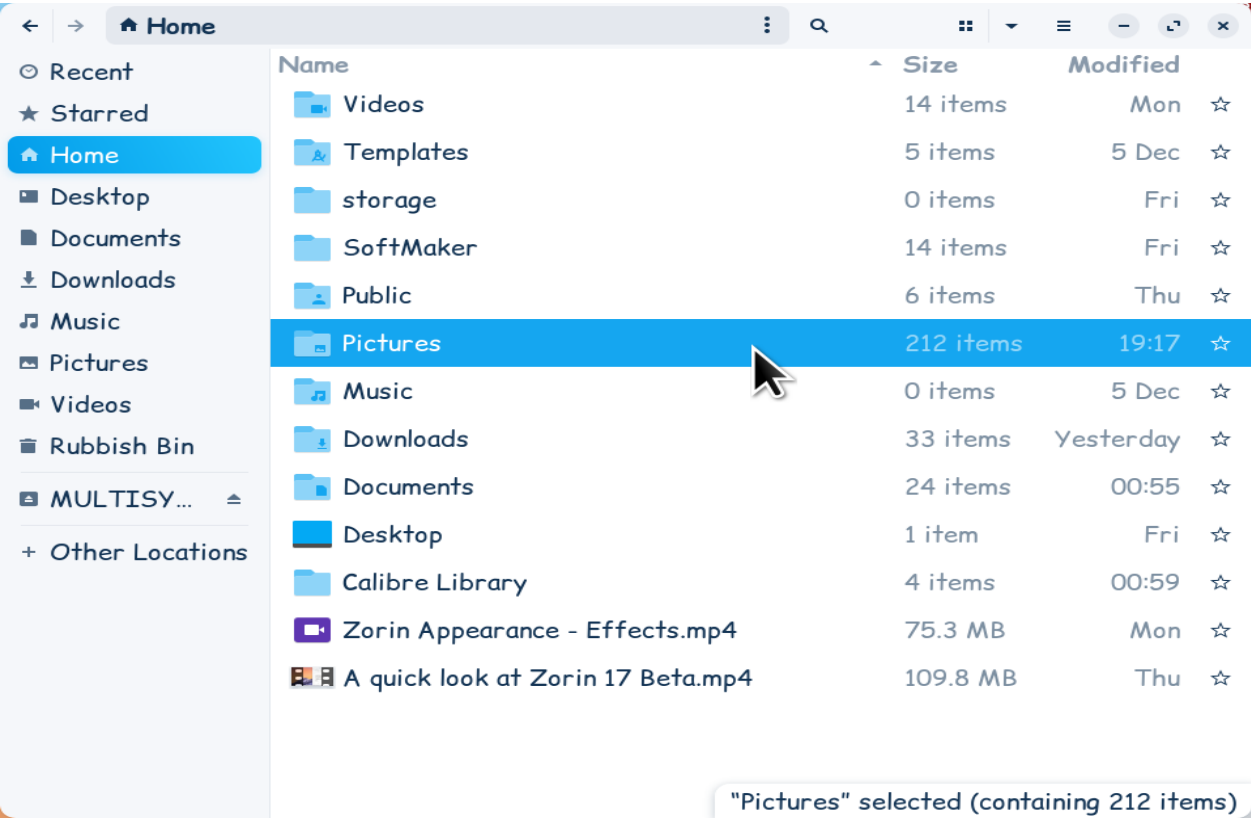 Home
Recent
Starred
Home
Desktop
Documents
Downloads
Music
Pictures
Videos
Rubbish Bin
MULTISY...
Other Locations
Name Size Modified
Videos 14 items Mon
Templates 5 items 5 Dec
storage 0 items Fri
SoftMaker 14 items Fri
Public 6 items Thu
Pictures 212 items 19:17
Music 0 items 5 Dec
Downloads 33 items Yesterday
Documents 24 items 00:55
Desktop 1 item Fri
Calibre Library 4 items 00:59
Zorin Appearance - Effects.mp4 75.3 MB Mon
A quick look at Zorin 17 Beta.mp4 109.8 MB Thu
“Pictures” selected (containing 212 items)